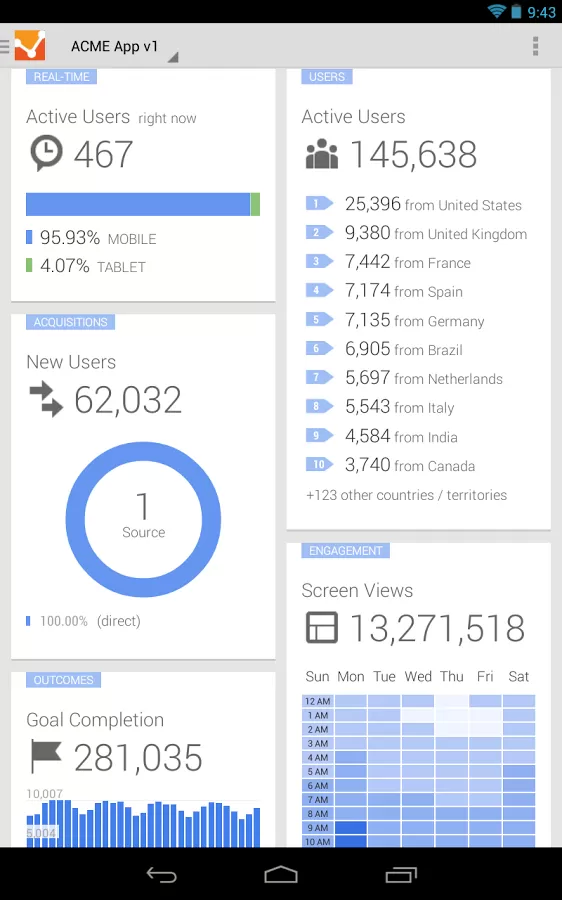 9:43
ACME App v1
REAL-TIME
Active Users right now
467
95.93% MOBILE
4.07% TABLET
ACQUISITIONS
New Users
62,032
1
Source
100.00% (direct)
OUTCOMES
Goal Completion
281,035
10,007
5,004
USERS
Active Users
145,638
1 25,396 from United States
2 9,380 from United Kingdom
3 7,442 from France
4 7,174 from Spain
5 7,135 from Germany
6 6,905 from Brazil
7 5,697 from Netherlands
8 5,543 from Italy
9 4,584 from India
10 3,740 from Canada
+123 other countries / territories
ENGAGEMENT
Screen Views
13,271,518
Sun Mon Tue Wed Thu Fri Sat
12 AM
1 AM
2 AM
3 AM
4 AM
5 AM
6 AM
7 AM
8 AM
9 AM
10 AM